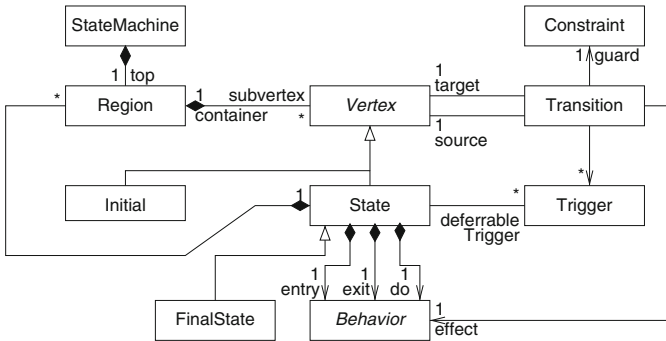 StateMachine
Constraint
1 top
1 guard
Region
* 1 container
subvertex *
Vertex
1 target
1 source
Transition
*
Initial
1
State
*
deferrable
Trigger
Trigger
1 entry
1 exit
1 do
FinalState
Behavior
1 effect